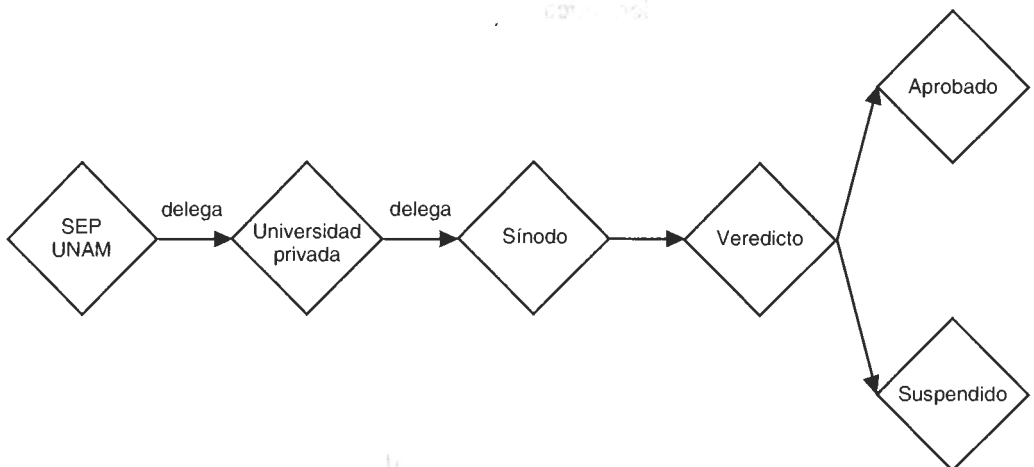 Aprobado
SEP
UNAM
delega
Universidad
privada
delega
Sínodo
Veredicto
Suspendido